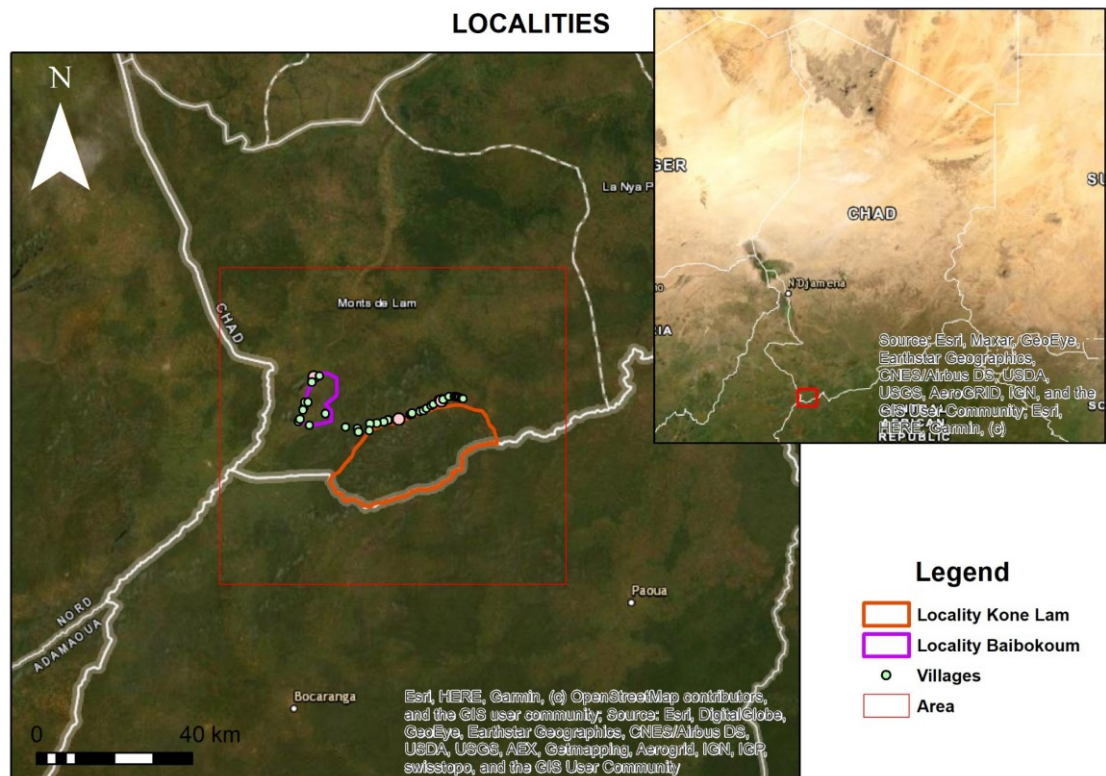 LOCALITIES
N
La Nya P
Monts de Lam
CHAD
NORD
ADAMAOUA
Paoua
Bocaranga
0 40 km
Esri, HERE, Garmin, (c) OpenStreetMap contributors,
and the GIS user community; Source: Esri, DigitalGlobe,
GeoEye, Earthstar Geographics, CNES/Airbus DS,
USDA, USGS, AEX, Getmapping, Aerogrid, IGN, IGP,
swisstopo, and the GIS User Community
GER
SU
CHAD
N'Djamena
RIA
Source: Esri, Maxar, GeoEye,
Earthstar Geographics,
CNES/Airbus DS, USDA,
USGS, AeroGRID, IGN, and the
GIS User Community; Esri,
HERE, Garmin, (c)
REPUBLIC
SO
Legend
Locality Kone Lam
Locality Baibokoum
Villages
Area